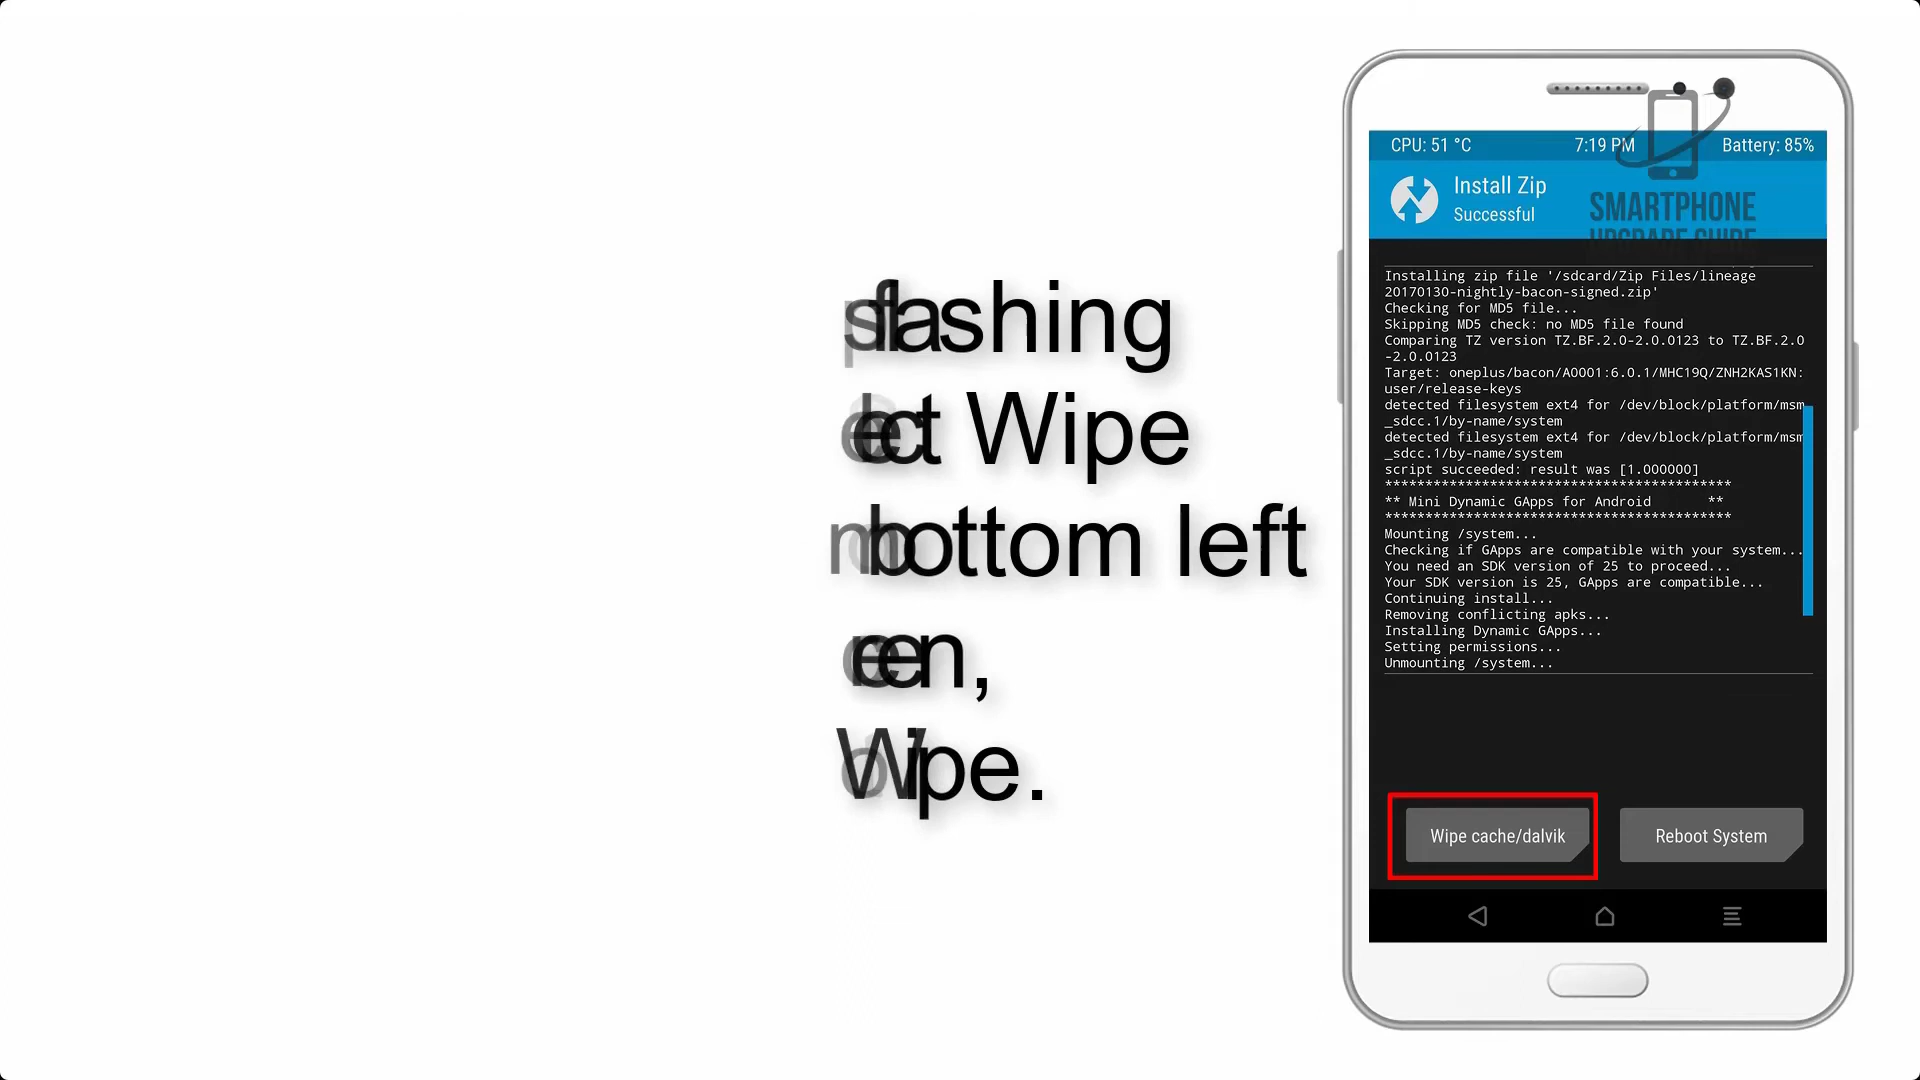 flashing
Wipe
bottom left
Wipe.
CPU: 51 °C 7:19 PM Battery: 85%
Install Zip
Successful
SMARTPHONE
UPGRADE GUIDE
Installing zip file '/sdcard/Zip Files/lineage
20170130-nightly-bacon-signed.zip'
Checking for MD5 file...
Skipping MD5 check: no MD5 file found
Comparing TZ version TZ.BF.2.0-2.0.0123 to TZ.BF.2.0
-2.0.0123
Target: oneplus/bacon/A0001:6.0.1/MHC19Q/ZNH2KAS1KN:
user/release-keys
detected filesystem ext4 for /dev/block/platform/msm
_sdcc.1/by-name/system
detected filesystem ext4 for /dev/block/platform/msm
_sdcc.1/by-name/system
script succeeded: result was [1.000000]
*******************************************
** Mini Dynamic GApps for Android **
*******************************************
Mounting /system...
Checking if GApps are compatible with your system...
You need an SDK version of 25 to proceed...
Your SDK version is 25, GApps are compatible...
Continuing install...
Removing conflicting apks...
Installing Dynamic GApps...
Setting permissions...
Unmounting /system...
Wipe cache/dalvik
Reboot System